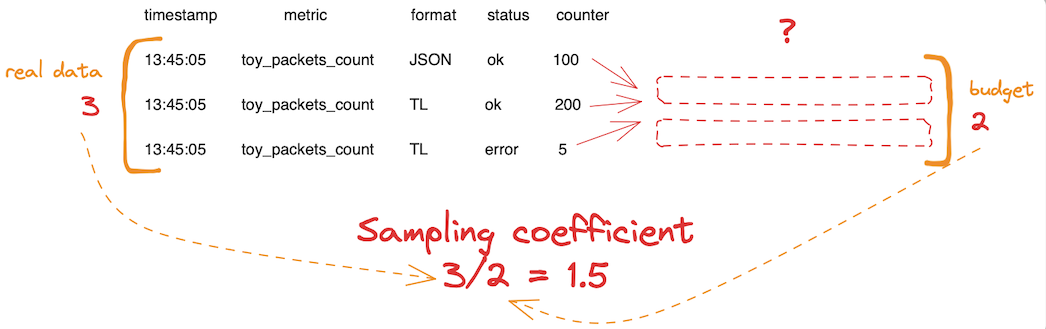 timestamp metric format status counter
?
real data
3
13:45:05 toy_packets_count JSON ok 100
13:45:05 toy_packets_count TL ok 200
13:45:05 toy_packets_count TL error 5
budget
2
Sampling coefficient
3/2 = 1.5